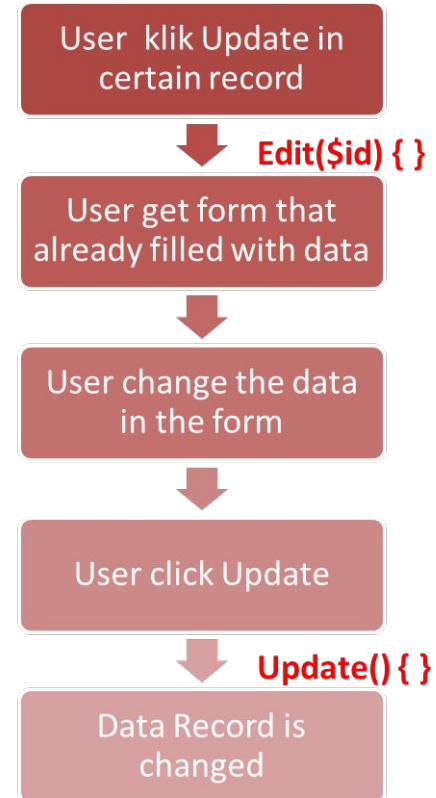 User klik Update in
certain record
Edit($id) { }
User get form that
already filled with data
User change the data
in the form
User click Update
Update() { }
Data Record is
changed